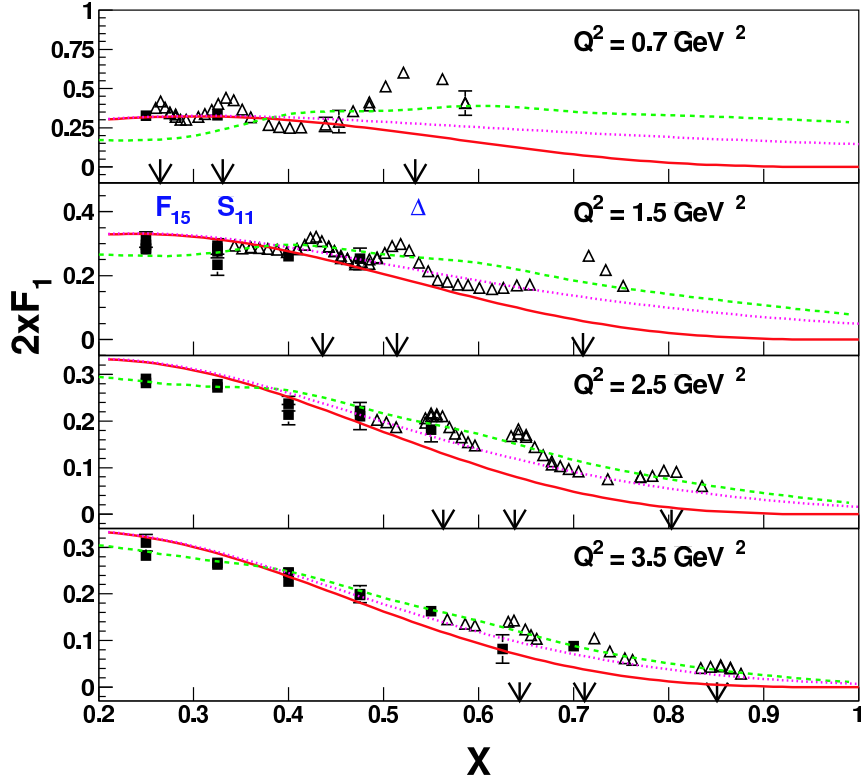 1
0.75
0.5
0.25
0
Q² = 0.7 GeV ²
F₁₅ S₁₁ Δ
0.4
0.2
0
Q² = 1.5 GeV ²
2xF₁
0.3
0.2
0.1
0
Q² = 2.5 GeV ²
0.3
0.2
0.1
0
Q² = 3.5 GeV ²
0.2 0.3 0.4 0.5 0.6 0.7 0.8 0.9 1
X